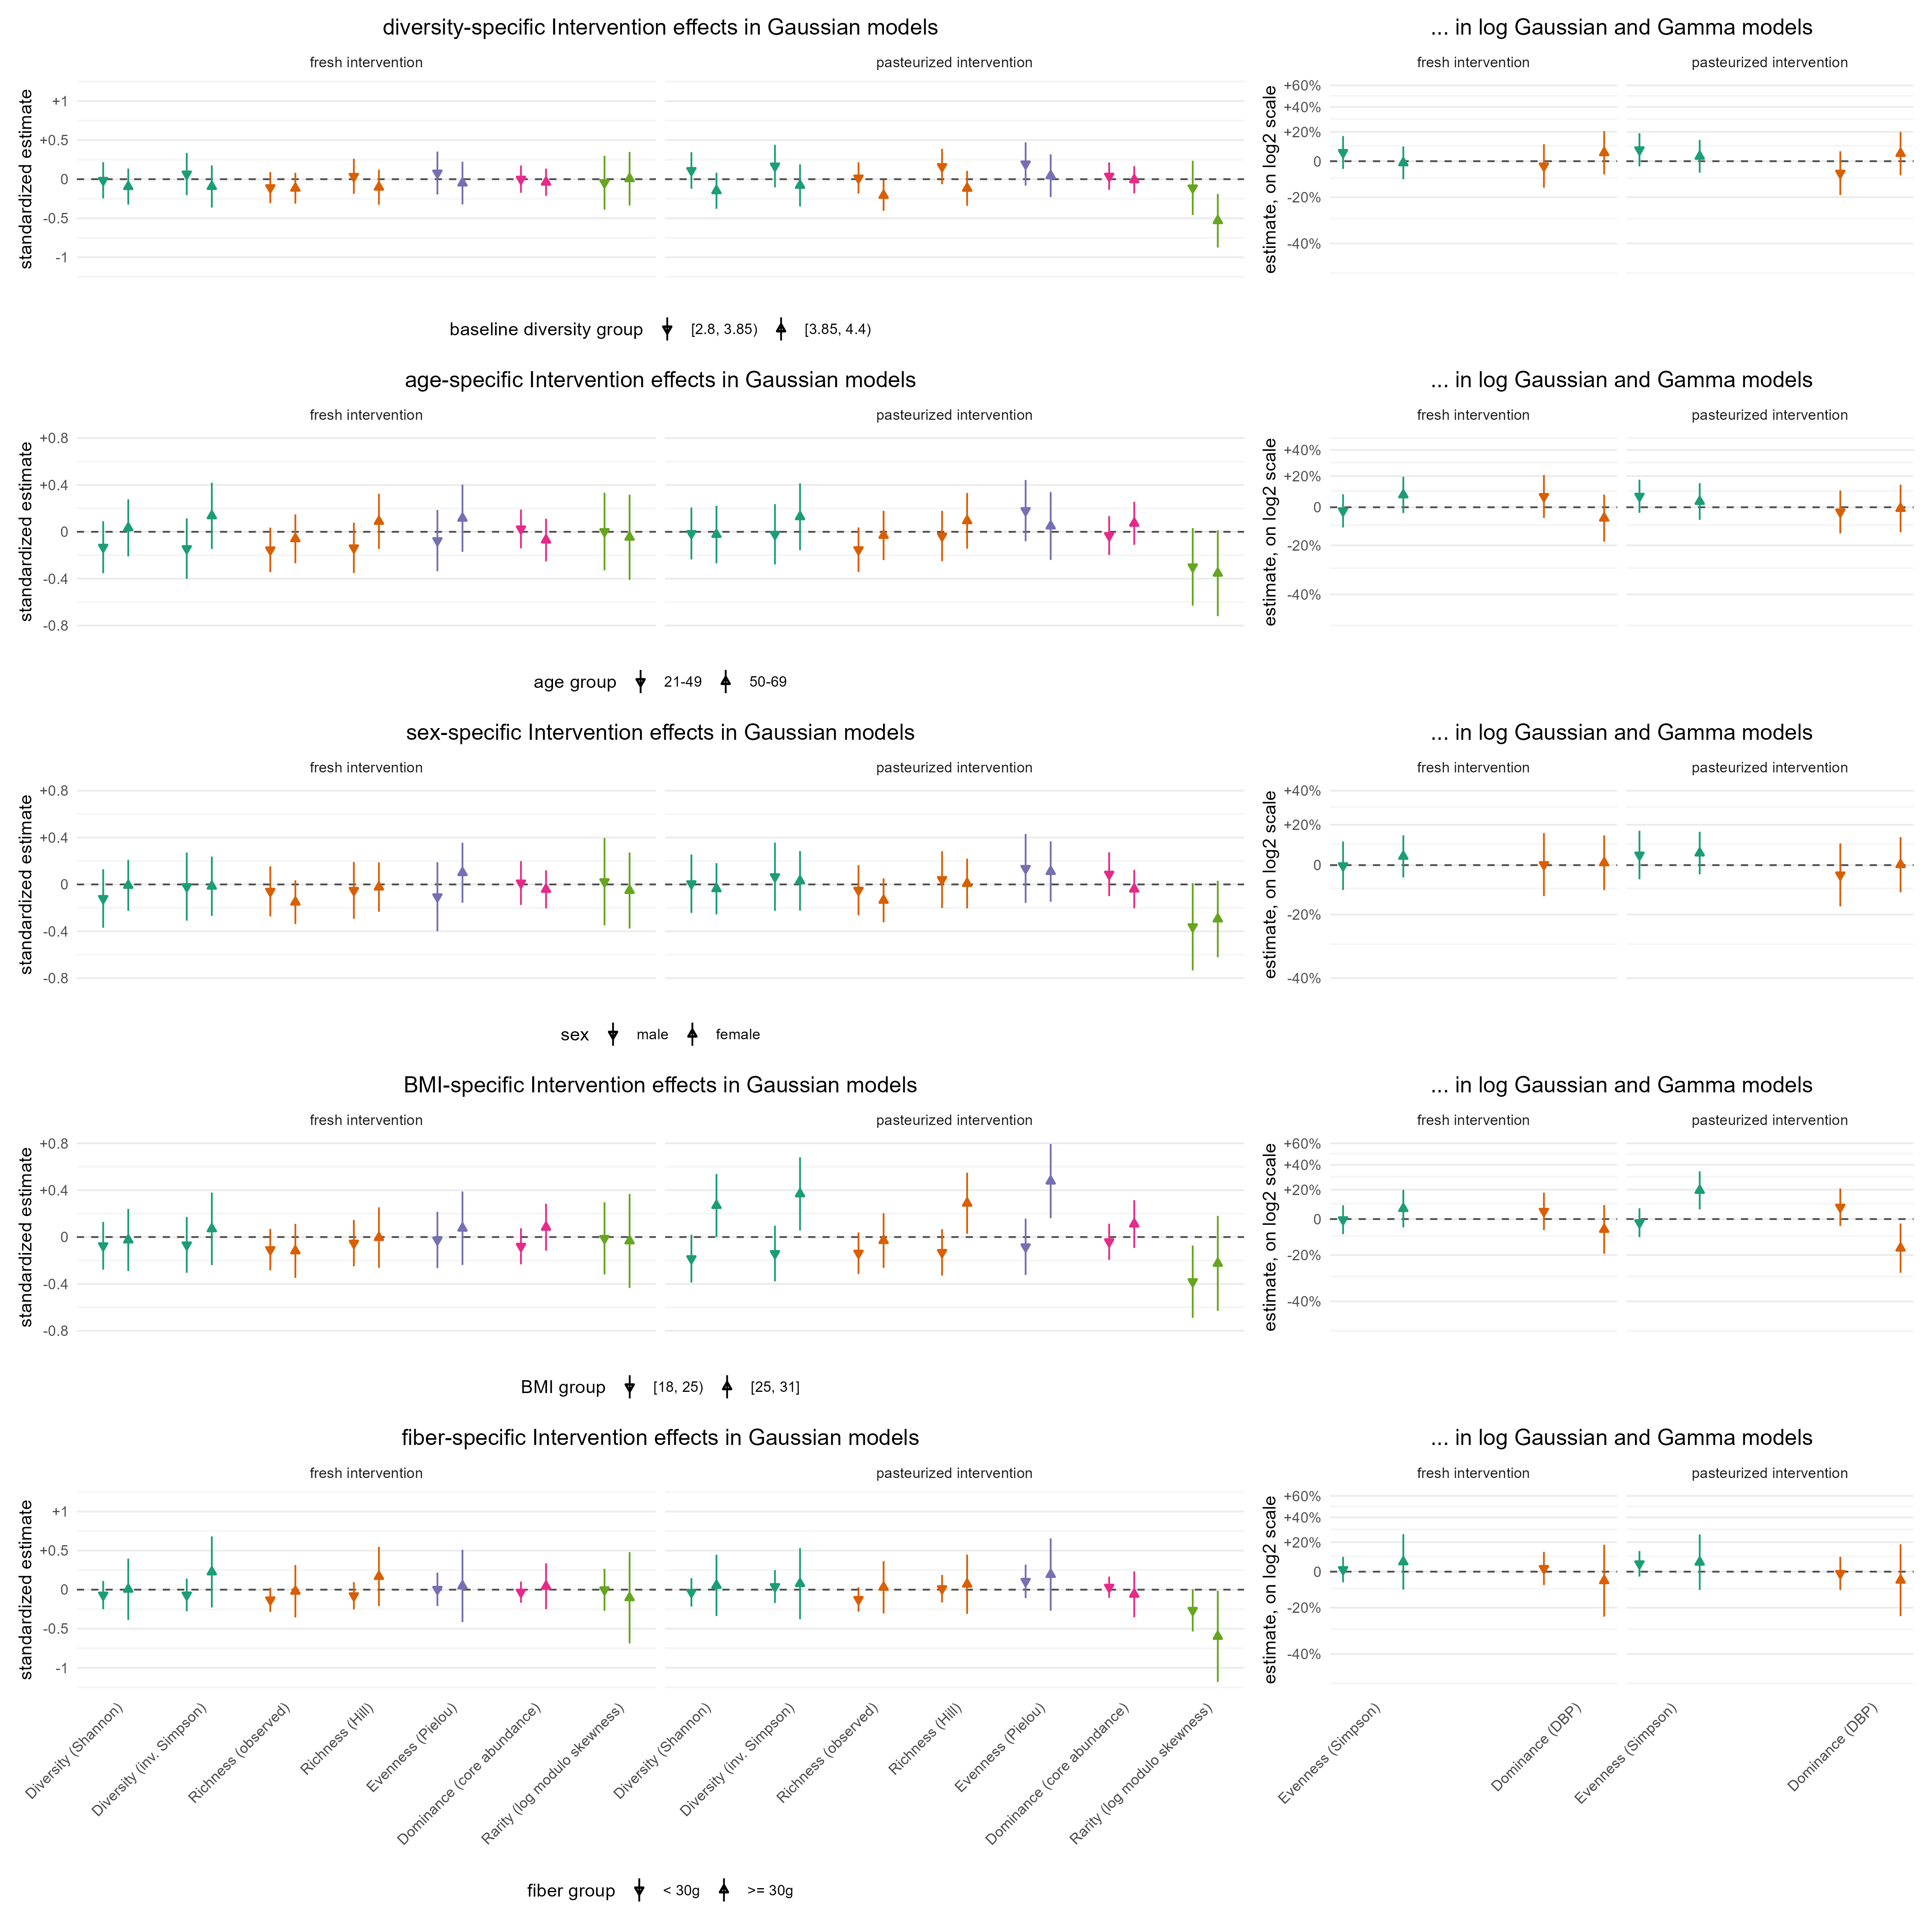 diversity-specific Intervention effects in Gaussian models
... in log Gaussian and Gamma models
fresh intervention
pasteurized intervention
fresh intervention
pasteurized intervention
standardized estimate
+1
+0.5
0
-0.5
-1
estimate, on log2 scale
+60%
+40%
+20%
0
-20%
-40%
baseline diversity group
[2.8, 3.85)
[3.85, 4.4)
age-specific Intervention effects in Gaussian models
... in log Gaussian and Gamma models
fresh intervention
pasteurized intervention
fresh intervention
pasteurized intervention
standardized estimate
+0.8
+0.4
0
-0.4
-0.8
estimate, on log2 scale
+40%
+20%
0
-20%
-40%
age group
21-49
50-69
sex-specific Intervention effects in Gaussian models
... in log Gaussian and Gamma models
fresh intervention
pasteurized intervention
fresh intervention
pasteurized intervention
standardized estimate
+0.8
+0.4
0
-0.4
-0.8
estimate, on log2 scale
+40%
+20%
0
-20%
-40%
sex
male
female
BMI-specific Intervention effects in Gaussian models
... in log Gaussian and Gamma models
fresh intervention
pasteurized intervention
fresh intervention
pasteurized intervention
standardized estimate
+0.8
+0.4
0
-0.4
-0.8
estimate, on log2 scale
+60%
+40%
+20%
0
-20%
-40%
BMI group
[18, 25)
[25, 31]
fiber-specific Intervention effects in Gaussian models
... in log Gaussian and Gamma models
fresh intervention
pasteurized intervention
fresh intervention
pasteurized intervention
standardized estimate
+1
+0.5
0
-0.5
-1
estimate, on log2 scale
+60%
+40%
+20%
0
-20%
-40%
Diversity (Shannon)
Diversity (inv. Simpson)
Richness (observed)
Richness (Hill)
Evenness (Pielou)
Dominance (core abundance)
Rarity (log modulo skewness)
Diversity (Shannon)
Diversity (inv. Simpson)
Richness (observed)
Richness (Hill)
Evenness (Pielou)
Dominance (core abundance)
Rarity (log modulo skewness)
Evenness (Simpson)
Dominance (DBP)
Evenness (Simpson)
Dominance (DBP)
fiber group
< 30g
>= 30g